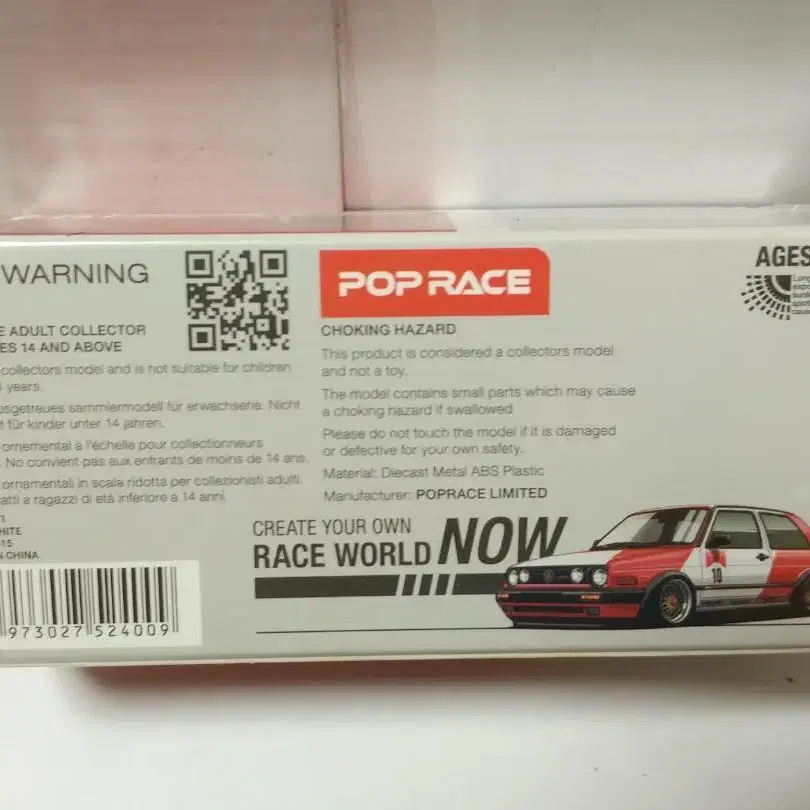 WARNING
ADULT COLLECTOR
ES 14 AND ABOVE
collectors model and is not suitable for children
years.
sgetreues sammlermodell für erwachsene. Nicht
für kinder unter 14 jahren.
ornemental à l'échelle pour collectionneurs
No convient pas aux enfrants de moins de 14 ans.
ornamentali in scala ridotta per collezionisti adulti.
atti a ragazzi di età inferiore a 14 anni.
HITE
15
N CHINA
973027 524009
POP RACE
CHOKING HAZARD
This product is considered a collectors model
and not a toy.
The model contains small parts which may cause
a choking hazard if swallowed
Please do not touch the model if it is damaged
or defective for your own safety.
Material: Diecast Metal ABS Plastic
Manufacturer: POPRACE LIMITED
CREATE YOUR OWN
RACE WORLD NOW
10
AGES
Long